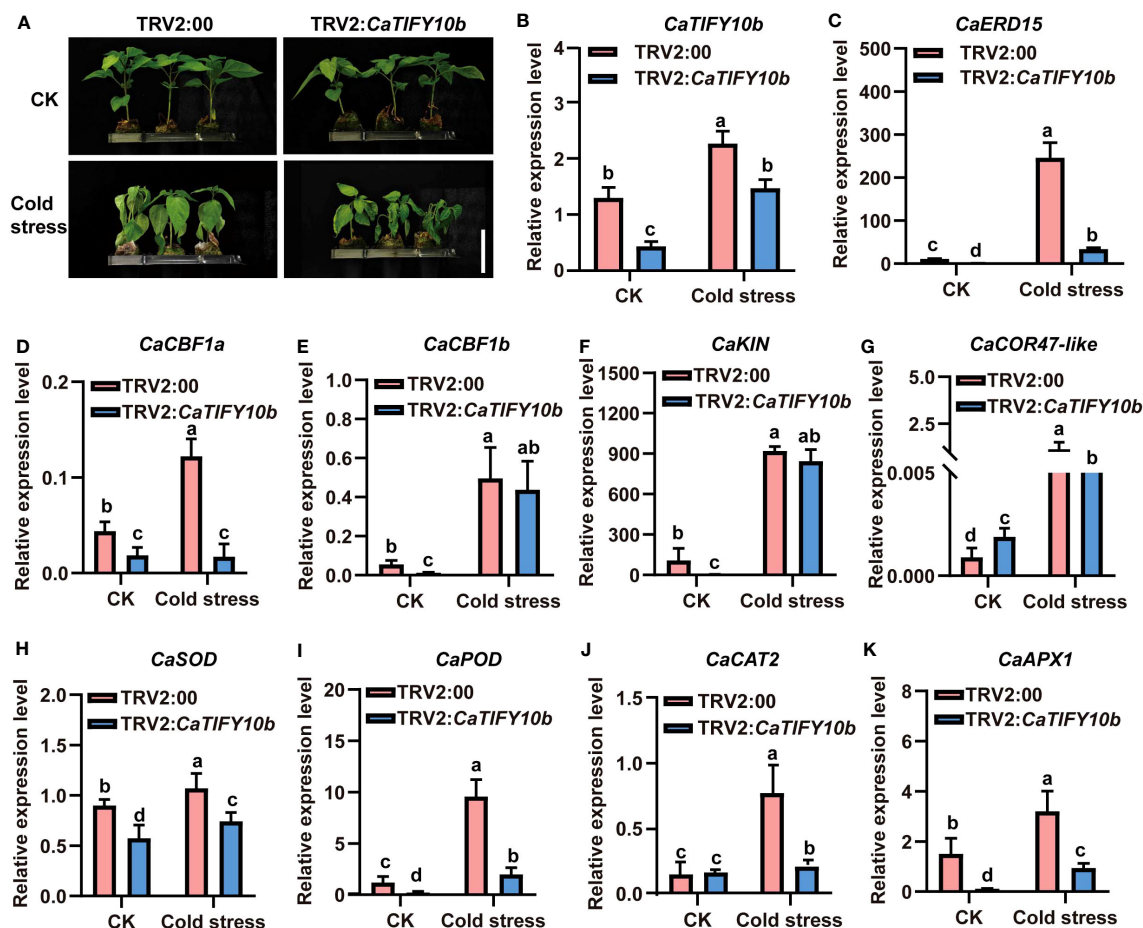 A
TRV2:00
TRV2:CaTIFY10b
CK
Cold
stress
B
CaTIFY10b
TRV2:00
TRV2:CaTIFY10b
Relative expression level
4
3
2
1
0
b
c
a
b
CK
Cold stress
C
CaERD15
TRV2:00
TRV2:CaTIFY10b
Relative expression level
500
400
300
200
100
0
c
d
a
b
CK
Cold stress
D
CaCBF1a
TRV2:00
TRV2:CaTIFY10b
Relative expression level
0.2
0.1
0.0
b
c
a
c
CK
Cold stress
E
CaCBF1b
TRV2:00
TRV2:CaTIFY10b
Relative expression level
1.0
0.8
0.6
0.4
0.2
0.0
b
c
a
ab
CK
Cold stress
F
CaKIN
TRV2:00
TRV2:CaTIFY10b
Relative expression level
1500
1200
900
600
300
0
b
c
a
ab
CK
Cold stress
G
CaCOR47-like
TRV2:00
TRV2:CaTIFY10b
Relative expression level
5.0
2.5
0.005
0.000
d
c
a
b
CK
Cold stress
H
CaSOD
TRV2:00
TRV2:CaTIFY10b
Relative expression level
2.0
1.5
1.0
0.5
0.0
b
d
a
c
CK
Cold stress
I
CaPOD
TRV2:00
TRV2:CaTIFY10b
Relative expression level
20
15
10
5
0
c
d
a
b
CK
Cold stress
J
CaCAT2
TRV2:00
TRV2:CaTIFY10b
Relative expression level
1.5
1.0
0.5
0.0
c
c
a
b
CK
Cold stress
K
CaAPX1
TRV2:00
TRV2:CaTIFY10b
Relative expression level
8
6
4
2
0
b
d
a
c
CK
Cold stress